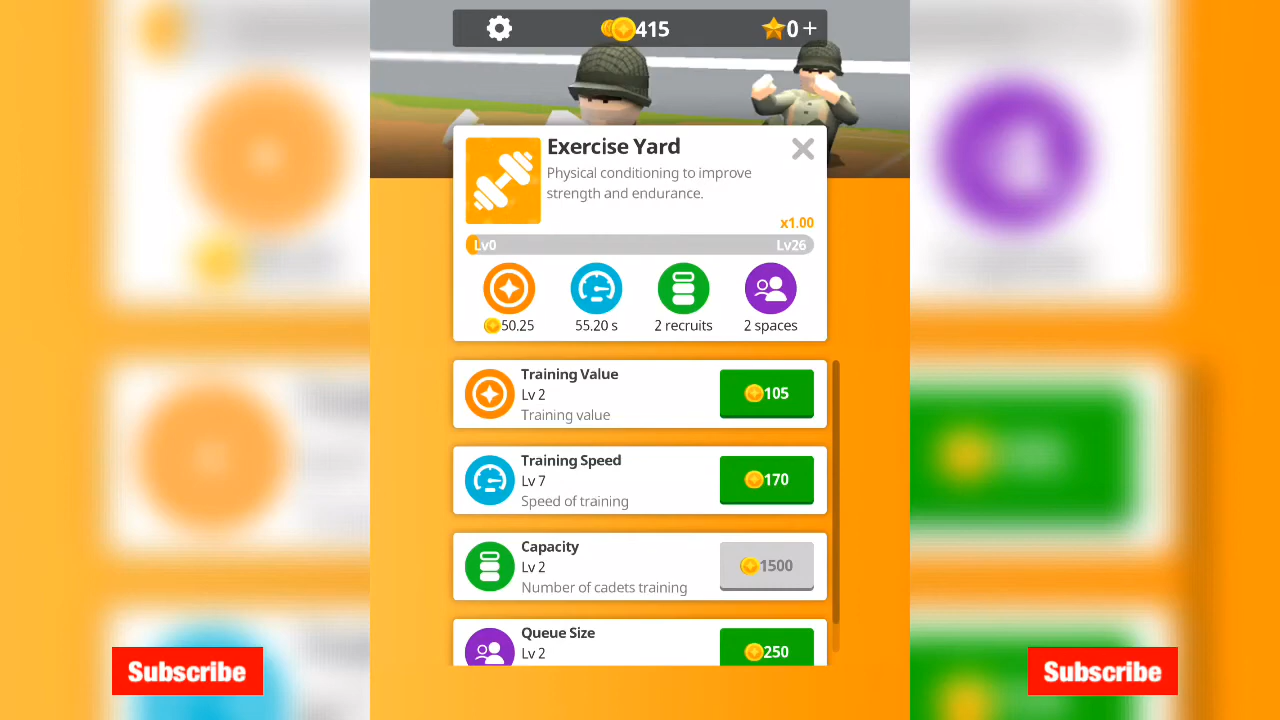 415
0 +
Exercise Yard
Physical conditioning to improve
strength and endurance.
x1.00
Lv0
Lv26
50.25
55.20 s
2 recruits
2 spaces
Training Value
Lv 2
Training value
105
Training Speed
Lv 7
Speed of training
170
Capacity
Lv 2
Number of cadets training
1500
Queue Size
Lv 2
250
Subscribe
Subscribe